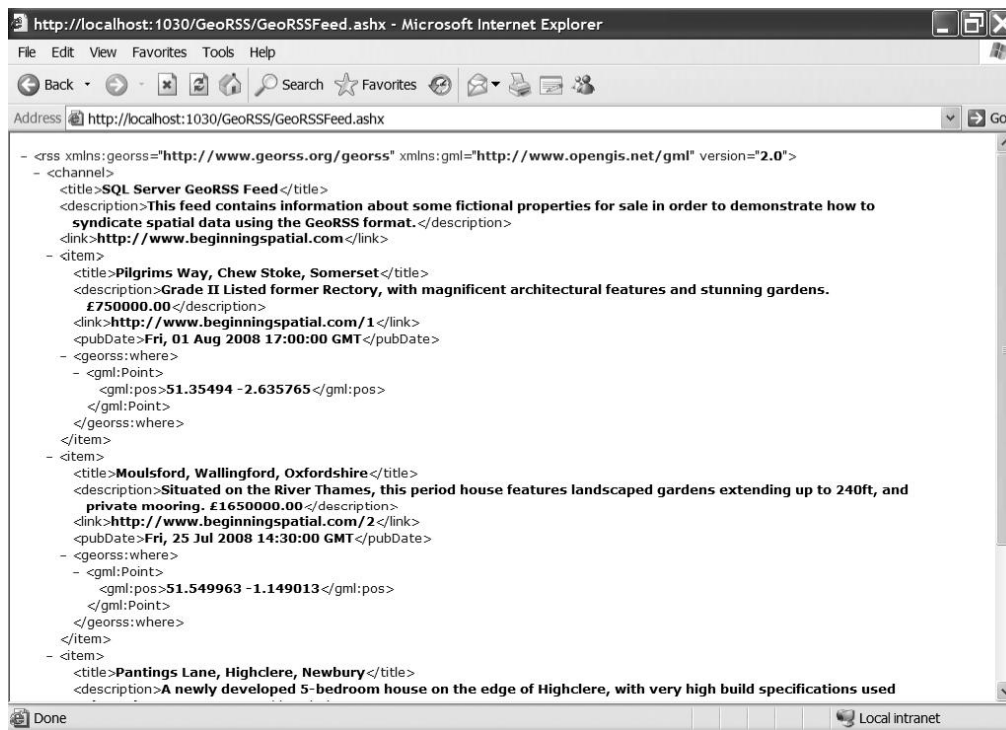 http://localhost:1030/GeoRSS/GeoRSSFeed.ashx - Microsoft Internet Explorer
File Edit View Favorites Tools Help
Back Search Favorites
Address http://localhost:1030/GeoRSS/GeoRSSFeed.ashx Go
- <rss xmlns:georss="http://www.georss.org/georss" xmlns:gml="http://www.opengis.net/gml" version="2.0">
- <channel>
<title>SQL Server GeoRSS Feed</title>
<description>This feed contains information about some fictional properties for sale in order to demonstrate how to
syndicate spatial data using the GeoRSS format.</description>
<link>http://www.beginningspatial.com</link>
- <item>
<title>Pilgrims Way, Chew Stoke, Somerset</title>
<description>Grade II Listed former Rectory, with magnificent architectural features and stunning gardens.
£750000.00</description>
<link>http://www.beginningspatial.com/1</link>
<pubDate>Fri, 01 Aug 2008 17:00:00 GMT</pubDate>
- <georss:where>
- <gml:Point>
<gml:pos>51.35494 -2.635765</gml:pos>
</gml:Point>
</georss:where>
</item>
- <item>
<title>Moulsford, Wallingford, Oxfordshire</title>
<description>Situated on the River Thames, this period house features landscaped gardens extending up to 240ft, and
private mooring. £1650000.00</description>
<link>http://www.beginningspatial.com/2</link>
<pubDate>Fri, 25 Jul 2008 14:30:00 GMT</pubDate>
- <georss:where>
- <gml:Point>
<gml:pos>51.549963 -1.149013</gml:pos>
</gml:Point>
</georss:where>
</item>
- <item>
<title>Pantings Lane, Highclere, Newbury</title>
<description>A newly developed 5-bedroom house on the edge of Highclere, with very high build specifications used
Done Local intranet